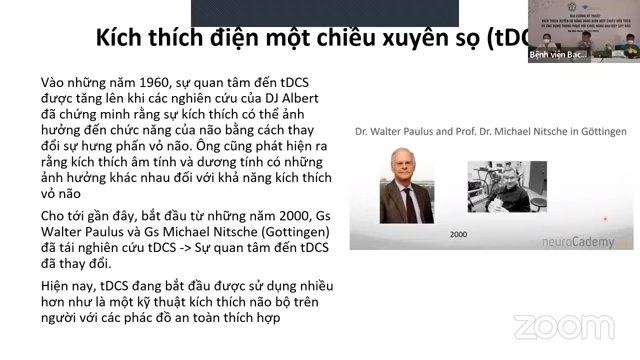 Kích thích điện một chiều xuyên sọ (tDC
Bệnh viện Bạc...
Vào những năm 1960, sự quan tâm đến tDCS
được tăng lên khi các nghiên cứu của DJ Albert
đã chứng minh rằng sự kích thích có thể ảnh
hưởng đến chức năng của não bằng cách thay
đổi sự hưng phấn vỏ não. Ông cũng phát hiện ra
rằng kích thích âm tính và dương tính có những
ảnh hưởng khác nhau đối với khả năng kích thích
vỏ não
Cho tới gần đây, bắt đầu từ những năm 2000, Gs
Walter Paulus và Gs Michael Nitsche (Gottingen)
đã tái nghiên cứu tDCS -> Sự quan tâm đến tDCS
đã thay đổi.
Hiện nay, tDCS đang bắt đầu được sử dụng nhiều
hơn như là một kỹ thuật kích thích não bộ trên
người với các phác đồ an toàn thích hợp
Dr. Walter Paulus and Prof. Dr. Michael Nitsche in Göttingen
2000
neuroCademy
zoom